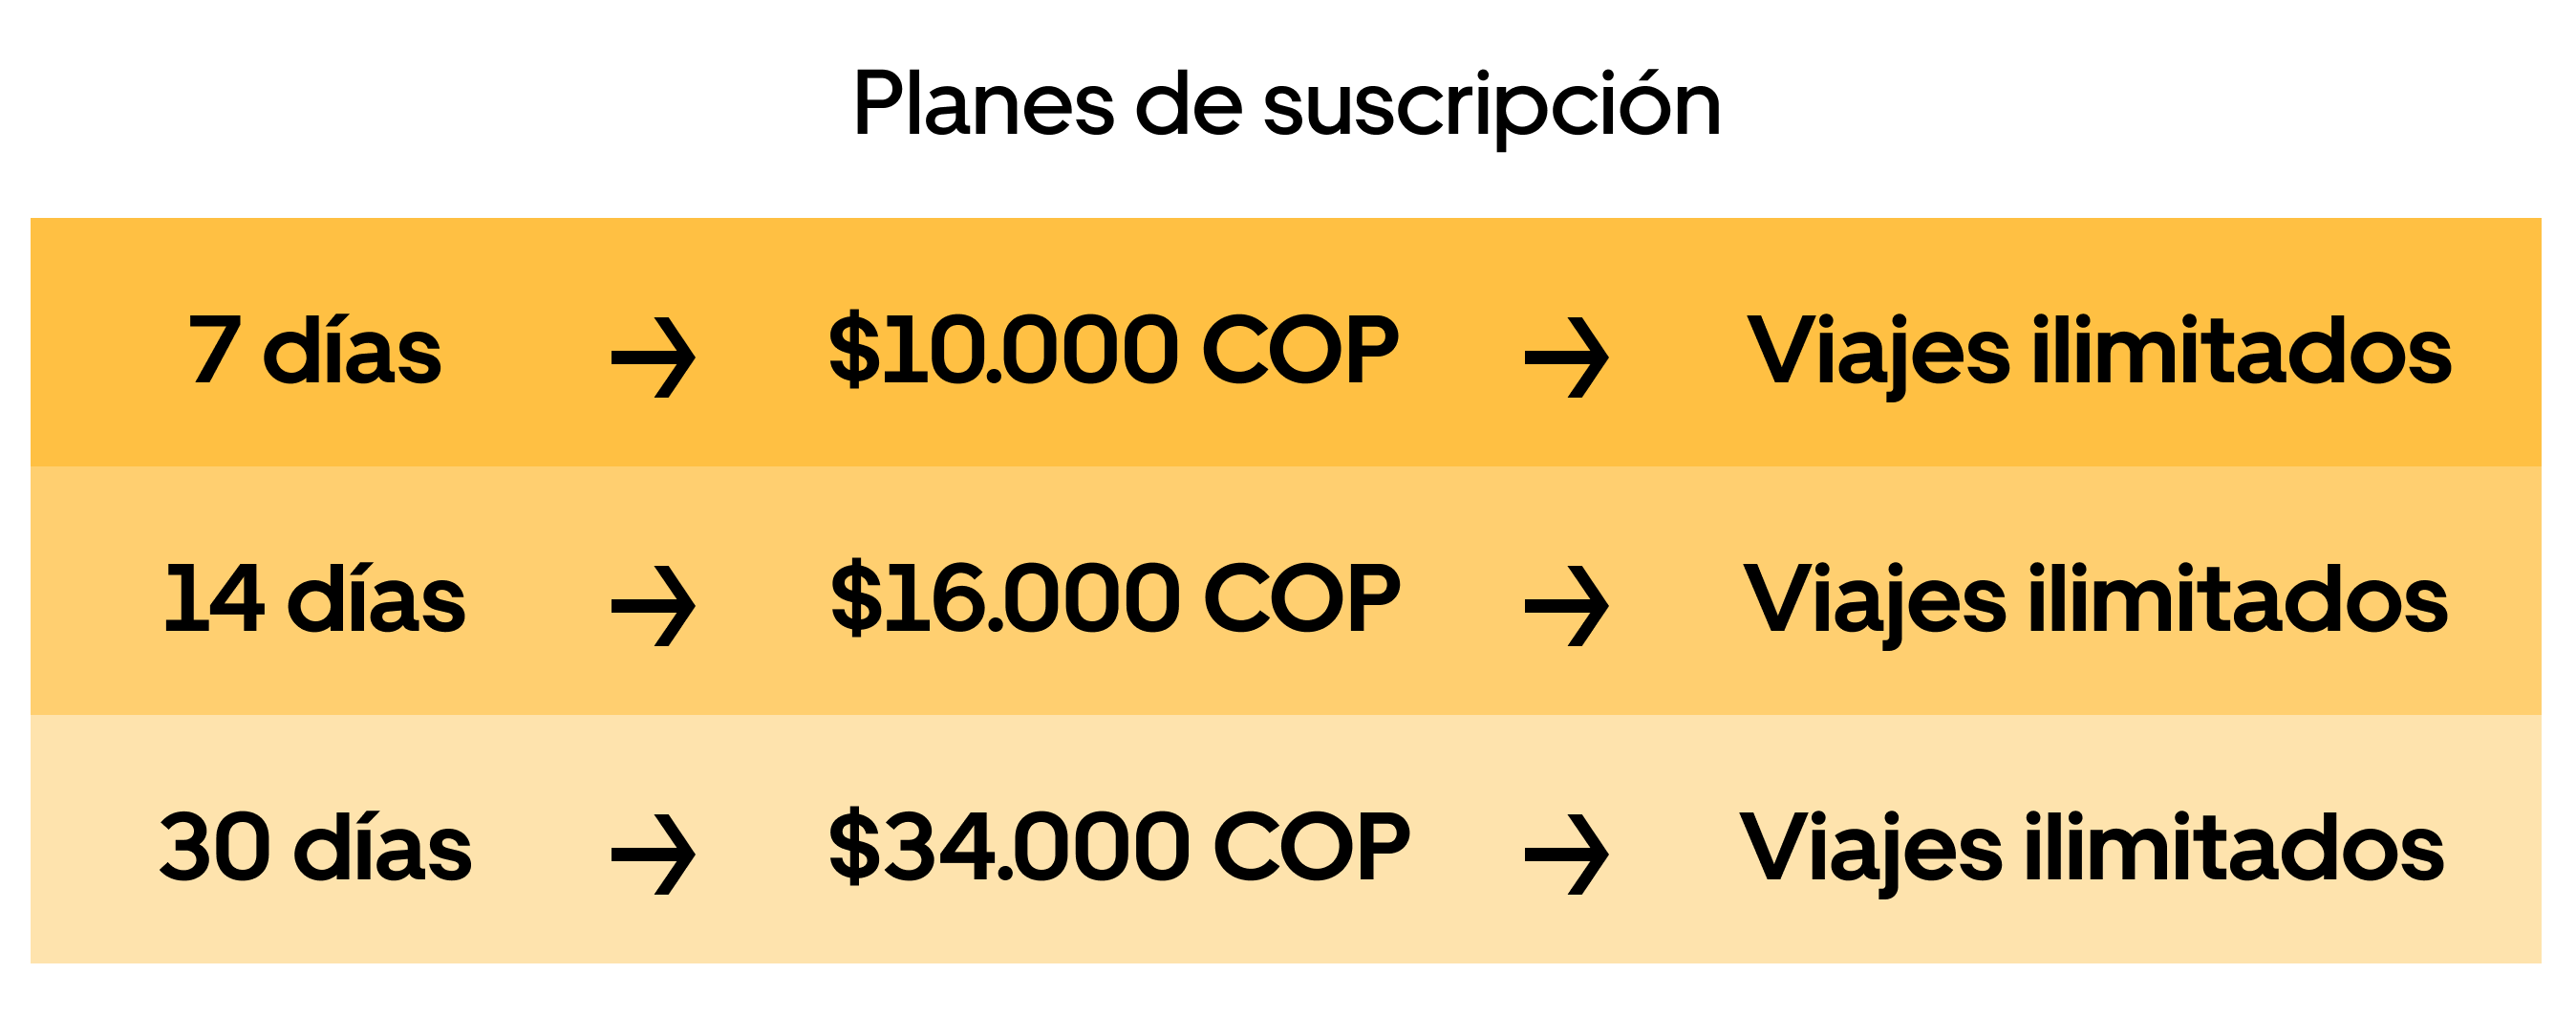 Planes de suscripción
7 días → $10.000 COP → Viajes ilimitados
14 días → $16.000 COP → Viajes ilimitados
30 días → $34.000 COP → Viajes ilimitados